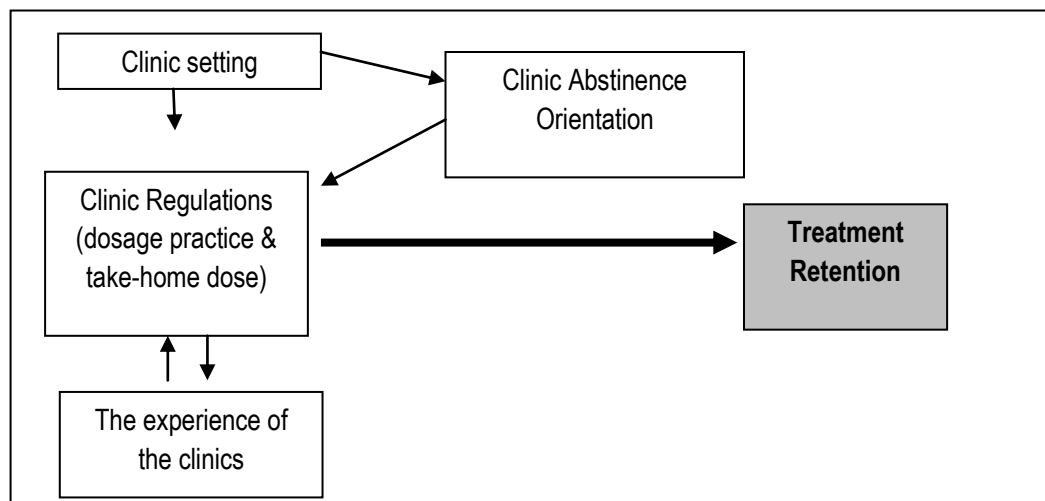 Clinic setting
Clinic Abstinence
Orientation
Clinic Regulations
(dosage practice &
take-home dose)
Treatment
Retention
The experience of
the clinics